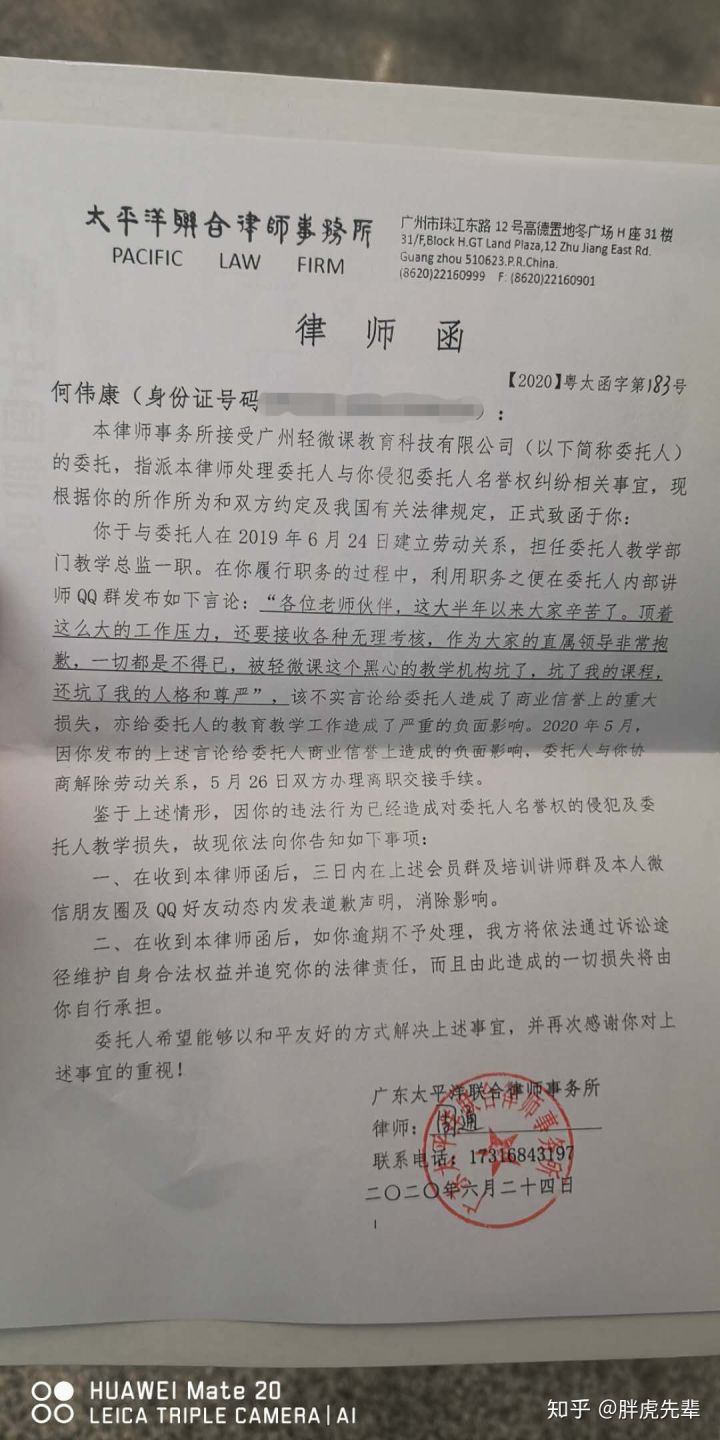 太平洋聯合律師事務所
PACIFIC LAW FIRM
广州市珠江东路 12 号高德置地冬广场 H 座 31 楼
31/F,Block H.GT Land Plaza,12 Zhu Jiang East Rd.
Guang zhou 510623.P.R.China.
(8620)22160999 F: (8620)22160901
律 师 函
【2020】粤太函字第183号
何伟康（身份证号码 ）：
本律师事务所接受广州轻微课教育科技有限公司（以下简称委托人）
的委托，指派本律师处理委托人与你侵犯委托人名誉权纠纷相关事宜，现
根据你的所作所为和双方约定及我国有关法律规定，正式致函于你：
你于与委托人在 2019 年 6 月 24 日建立劳动关系，担任委托人教学部
门教学总监一职。在你履行职务的过程中，利用职务之便在委托人内部讲
师 QQ 群发布如下言论：“各位老师伙伴，这大半年以来大家辛苦了。顶着
这么大的工作压力，还要接收各种无理考核，作为大家的直属领导非常抱
歉，一切都是不得已，被轻微课这个黑心的教学机构坑了，坑了我的课程，
还坑了我的人格和尊严”，该不实言论给委托人造成了商业信誉上的重大
损失，亦给委托人的教育教学工作造成了严重的负面影响。2020 年 5 月，
因你发布的上述言论给委托人商业信誉上造成的负面影响，委托人与你协
商解除劳动关系，5 月 26 日双方办理离职交接手续。
鉴于上述情形，因你的违法行为已经造成对委托人名誉权的侵犯及委
托人教学损失，故现依法向你告知如下事项：
一、在收到本律师函后，三日内在上述会员群及培训讲师群及本人微
信朋友圈及 QQ 好友动态内发表道歉声明，消除影响。
二、在收到本律师函后，如你逾期不予处理，我方将依法通过诉讼途
径维护自身合法权益并追究你的法律责任，而且由此造成的一切损失将由
你自行承担。
委托人希望能够以和平友好的方式解决上述事宜，并再次感谢你对上
述事宜的重视！
广东太平洋联合律师事务所
律师：
联系电话：17316843197
二〇二〇年六月二十四日
广东太平洋联合律师事务所
HUAWEI Mate 20
LEICA TRIPLE CAMERA | AI
知乎 @胖虎先辈